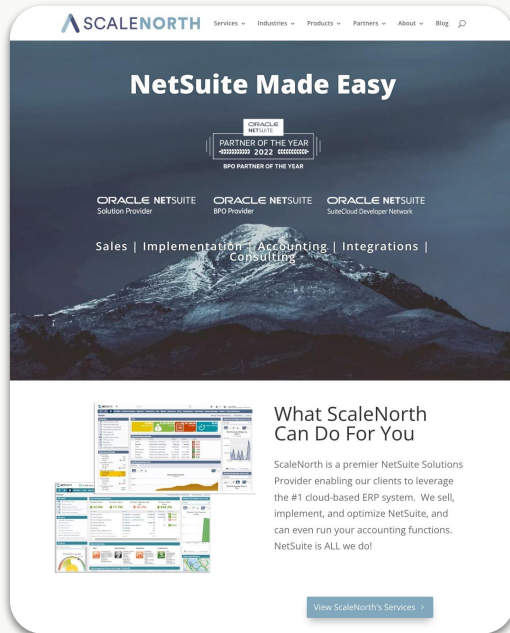 SCALENORTH
Services Industries Products Partners About Blog
NetSuite Made Easy
ORACLE
NETSUITE
PARTNER OF THE YEAR
2022
BPO PARTNER OF THE YEAR
ORACLE NETSUITE ORACLE NETSUITE ORACLE NETSUITE
Solution Provider BPO Provider SuiteCloud Developer Network
Sales | Implementation | Accounting | Integrations |
Consulting
What ScaleNorth
Can Do For You
ScaleNorth is a premier NetSuite Solutions
Provider enabling our clients to leverage
the #1 cloud-based ERP system. We sell,
implement, and optimize NetSuite, and
can even run your accounting functions.
NetSuite is ALL we do!
View ScaleNorth's Services >